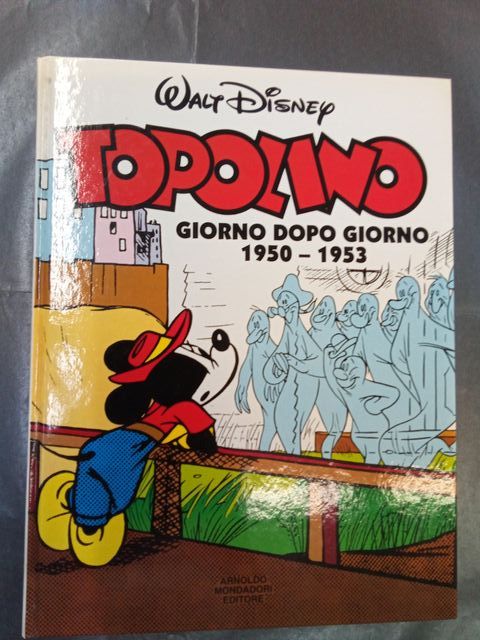 WALT DISNEY
TOPOLINO
GIORNO DOPO GIORNO
1950 – 1953
ARNOLDO
MONDADORI
EDITORE